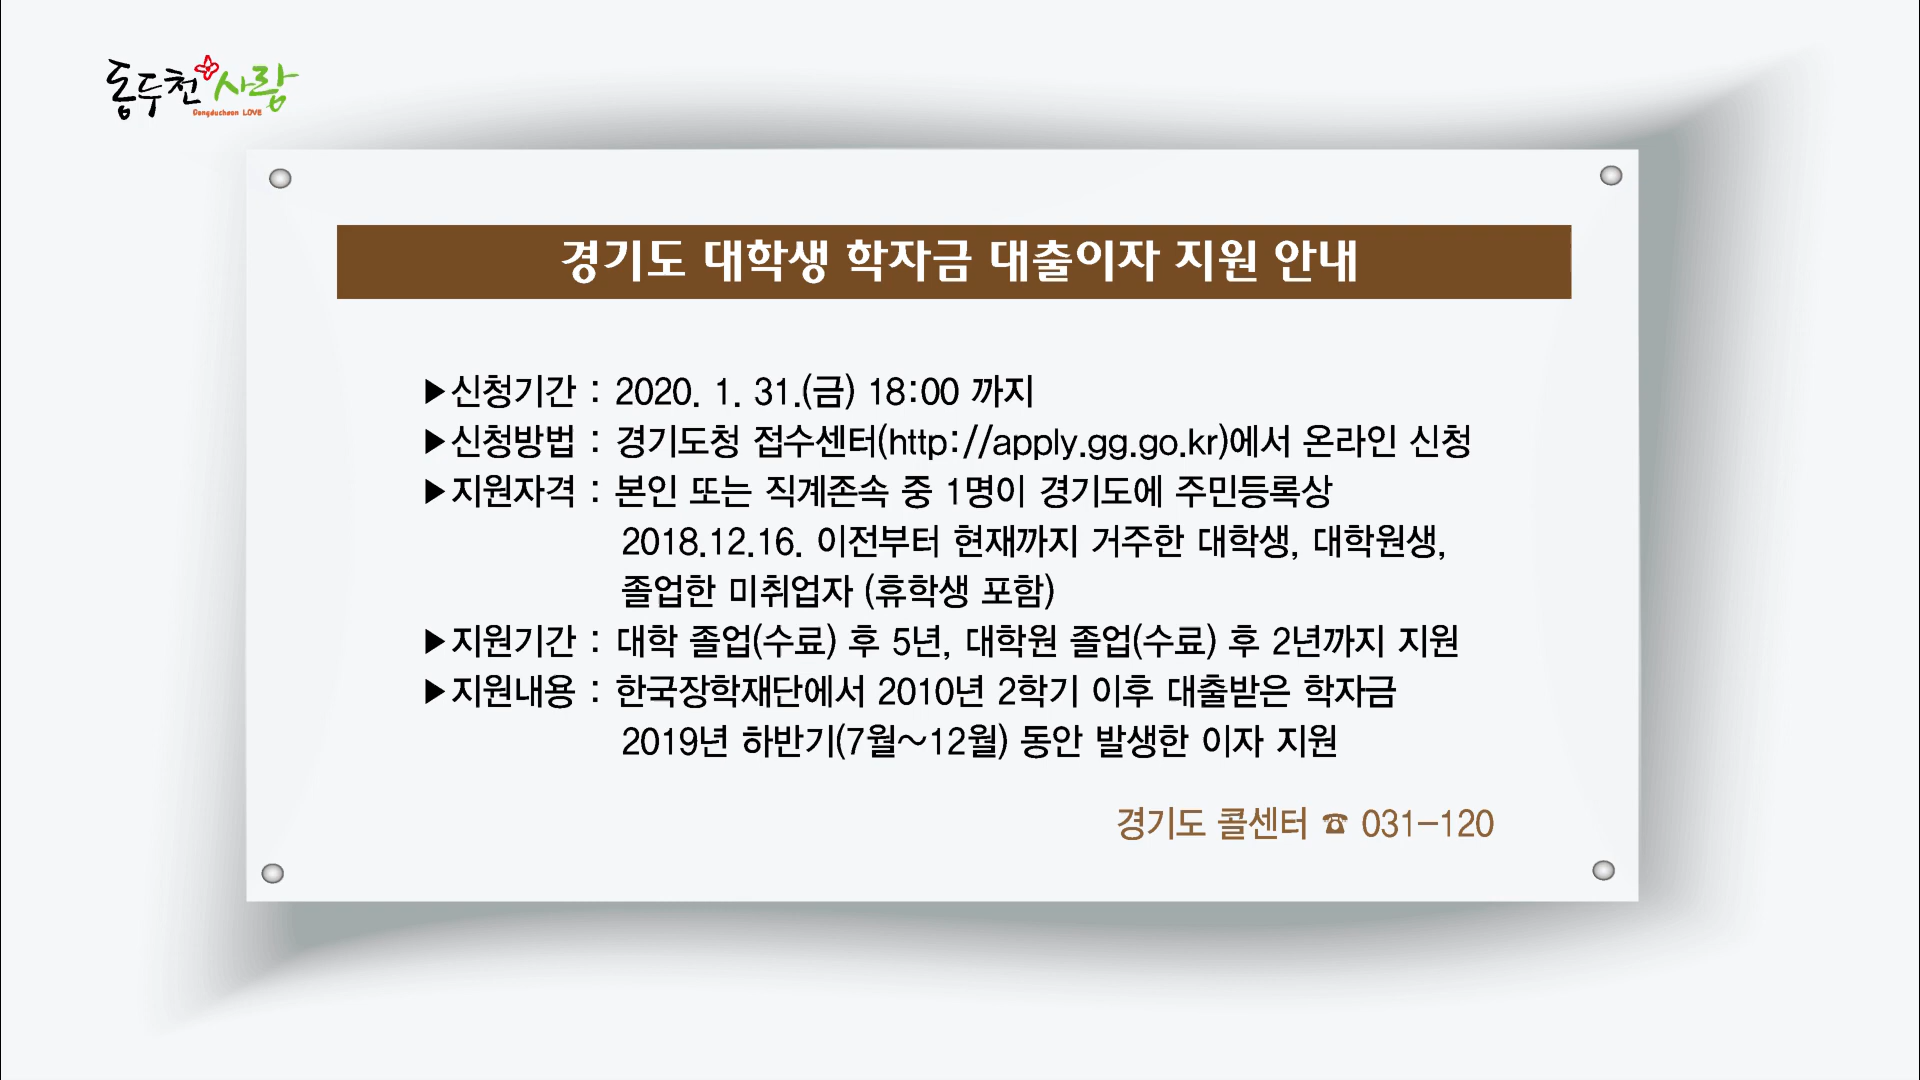 동두천사랑
Dongducheon LOVE
경기도 대학생 학자금 대출이자 지원 안내
▶신청기간 : 2020. 1. 31.(금) 18:00 까지
▶신청방법 : 경기도청 접수센터(http://apply.gg.go.kr)에서 온라인 신청
▶지원자격 : 본인 또는 직계존속 중 1명이 경기도에 주민등록상
2018.12.16. 이전부터 현재까지 거주한 대학생, 대학원생,
졸업한 미취업자 (휴학생 포함)
▶지원기간 : 대학 졸업(수료) 후 5년, 대학원 졸업(수료) 후 2년까지 지원
▶지원내용 : 한국장학재단에서 2010년 2학기 이후 대출받은 학자금
2019년 하반기(7월~12월) 동안 발생한 이자 지원
경기도 콜센터 ☎ 031-120